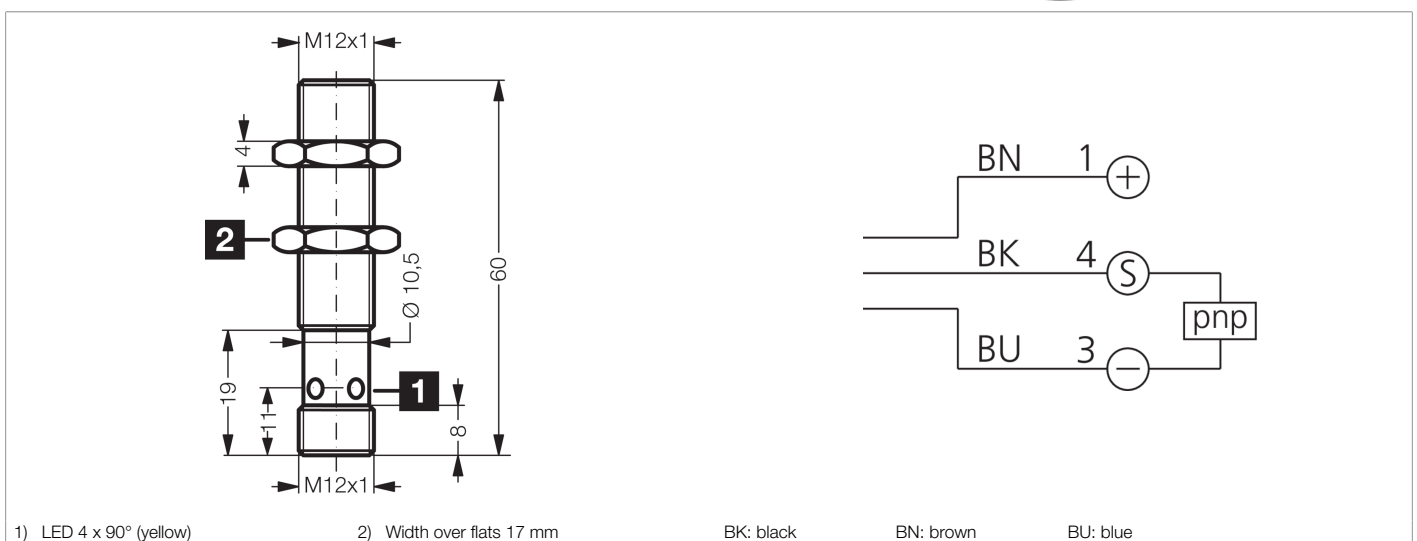 M12x1
4
2
Ø 10,5
60
19
11
1
8
M12x1
BN 1 +
BK 4 S
pnp
BU 3 −
1) LED 4 x 90° (yellow)
2) Width over flats 17 mm
BK: black
BN: brown
BU: blue